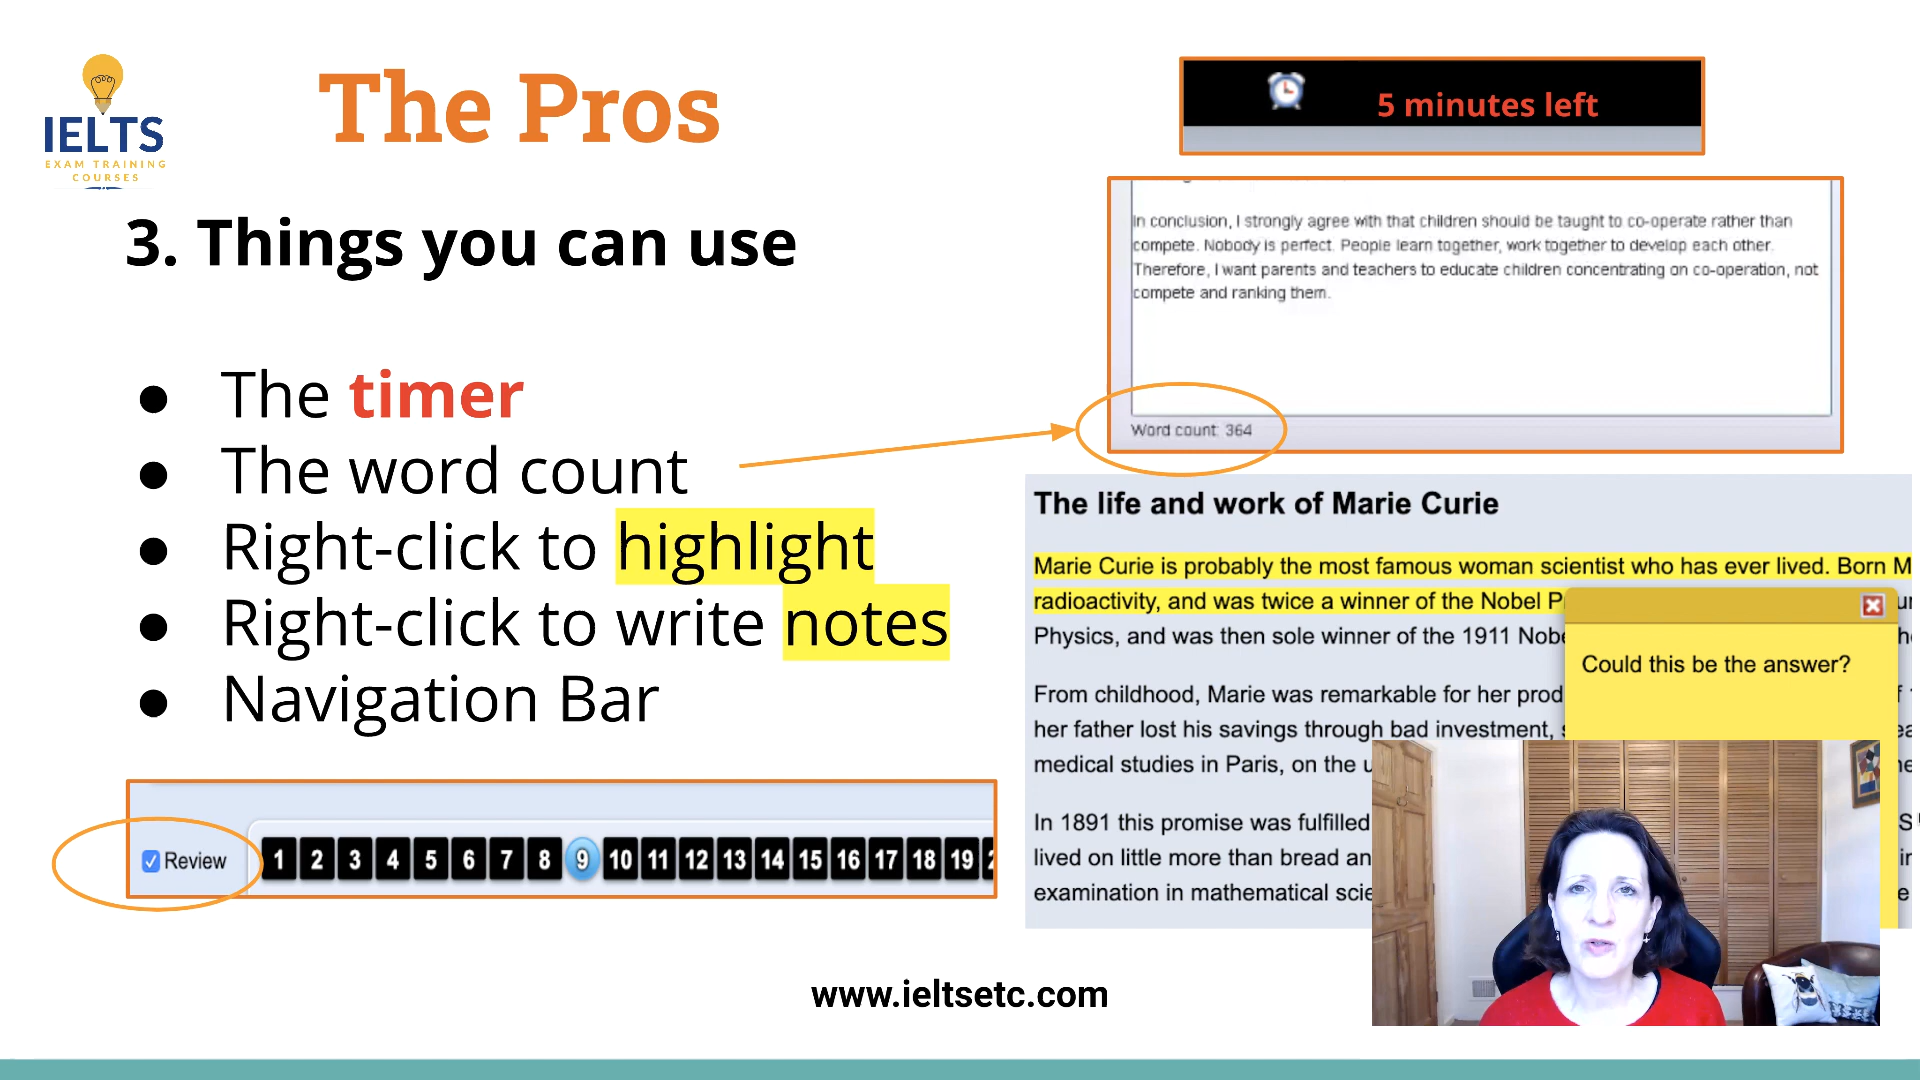 IELTS
EXAM TRAINING
COURSES
The Pros
3. Things you can use
● The timer
● The word count
● Right-click to highlight
● Right-click to write notes
● Navigation Bar
Review 1 2 3 4 5 6 7 8 9 10 11 12 13 14 15 16 17 18 19
5 minutes left
In conclusion, I strongly agree with that children should be taught to co-operate rather than
compete. Nobody is perfect. People learn together, work together to develop each other.
Therefore, I want parents and teachers to educate children concentrating on co-operation, not
compete and ranking them.
Word count: 364
The life and work of Marie Curie
Marie Curie is probably the most famous woman scientist who has ever lived. Born M
radioactivity, and was twice a winner of the Nobel P
Physics, and was then sole winner of the 1911 Nobe
Could this be the answer?
From childhood, Marie was remarkable for her prod
her father lost his savings through bad investment,
medical studies in Paris, on the u
In 1891 this promise was fulfilled
lived on little more than bread an
examination in mathematical scie
www.ieltsetc.com